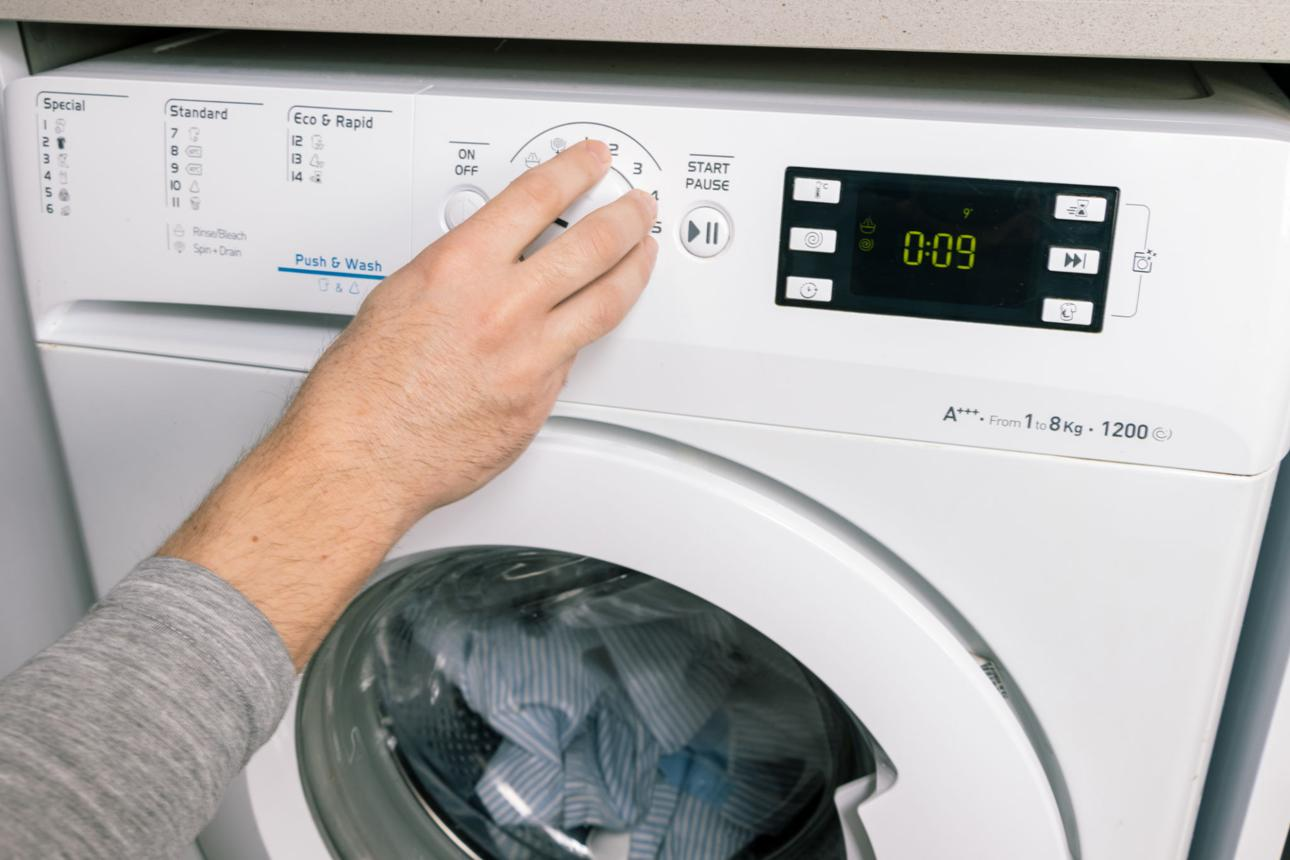 Special
1
2
3
4
5
6
Standard
7
8
9
10
11
Rinse/Bleach
Spin+Drain
Eco & Rapid
12
13
14
Push & Wash
&
ON
OFF
2
3
4
5
START
PAUSE
°C
9'
0:09
A+++ · From 1 to 8 Kg · 1200